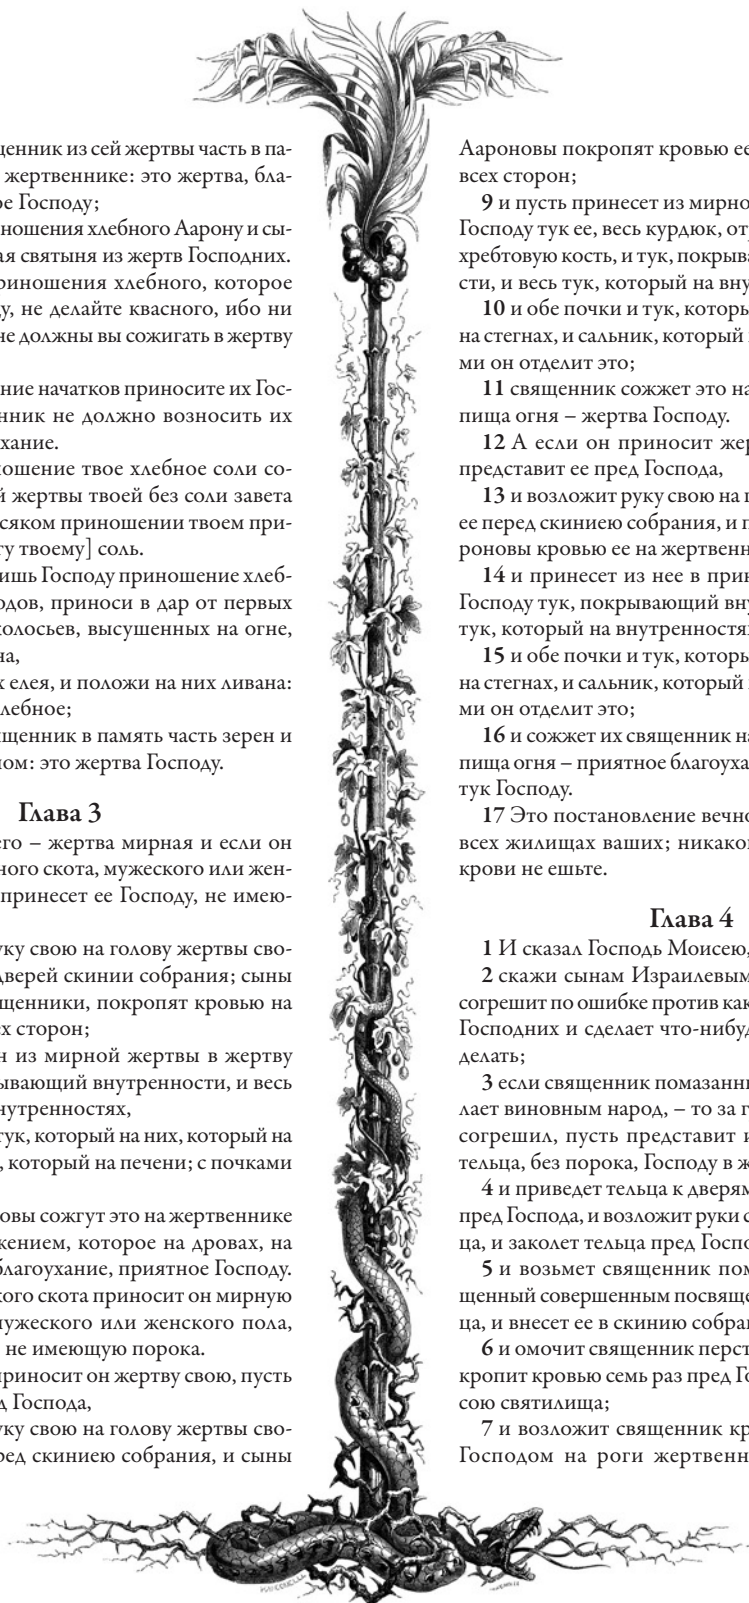 щенник из сей жертвы часть в па-
жертвеннике: это жертва, бла-
ое Господу;
ношения хлебного Аарону и сы-
ая святыня из жертв Господних.
риношения хлебного, которое
у, не делайте квасного, ибо ни
не должны вы сожигать в жертву
ние начатков приносите их Гос-
енник не должно возносить их
ухание.
ношение твое хлебное соли со-
й жертвы твоей без соли завета
сяком приношении твоем при-
гу твоему] соль.
ишь Господу приношение хлеб-
одов, приноси в дар от первых
колосьев, высушенных на огне,
на,
х елея, и положи на них ливана:
лебное;
щенник в память часть зерен и
ном: это жертва Господу.
Глава 3
его – жертва мирная и если он
ного скота, мужеского или жен-
принесет ее Господу, не имею-
уку свою на голову жертвы сво-
дверей скинии собрания; сыны
щенники, покропят кровью на
ех сторон;
н из мирной жертвы в жертву
ывающий внутренности, и весь
нутренностях,
тук, который на них, который на
, который на печени; с почками
овы сожгут это на жертвеннике
жением, которое на дровах, на
благоухание, приятное Господу.
кого скота приносит он мирную
мужеского или женского пола,
не имеющую порока.
приносит он жертву свою, пусть
д Господа,
уку свою на голову жертвы сво-
ред скиниею собрания, и сыны
Аароновы покропят кровью ее
всех сторон;
9 и пусть принесет из мирно
Господу тук ее, весь курдюк, от
хребтовую кость, и тук, покрыв
сти, и весь тук, который на вну
10 и обе почки и тук, которы
на стегнах, и сальник, который
ми он отделит это;
11 священник сожжет это на
пища огня – жертва Господу.
12 А если он приносит жер
представит ее пред Господа,
13 и возложит руку свою на
ее перед скиниею собрания, и п
роновы кровью ее на жертвенн
14 и принесет из нее в прин
Господу тук, покрывающий вну
тук, который на внутренностях
15 и обе почки и тук, которы
на стегнах, и сальник, который
ми он отделит это;
16 и сожжет их священник на
пища огня – приятное благоуха
тук Господу.
17 Это постановление вечно
всех жилищах ваших; никако
крови не ешьте.
Глава 4
1 И сказал Господь Моисею,
2 скажи сынам Израилевым
согрешит по ошибке против как
Господних и сделает что-нибуд
делать;
3 если священник помазанн
лает виновным народ, – то за г
согрешил, пусть представит и
тельца, без порока, Господу в ж
4 и приведет тельца к дверям
пред Господа, и возложит руки с
ца, и заколет тельца пред Госпо
5 и возьмет священник пом
щенный совершенным посвяще
ца, и внесет ее в скинию собра
6 и омочит священник перст
кропит кровью семь раз пред Го
сою святилища;
7 и возложит священник кр
Господом на роги жертвенн